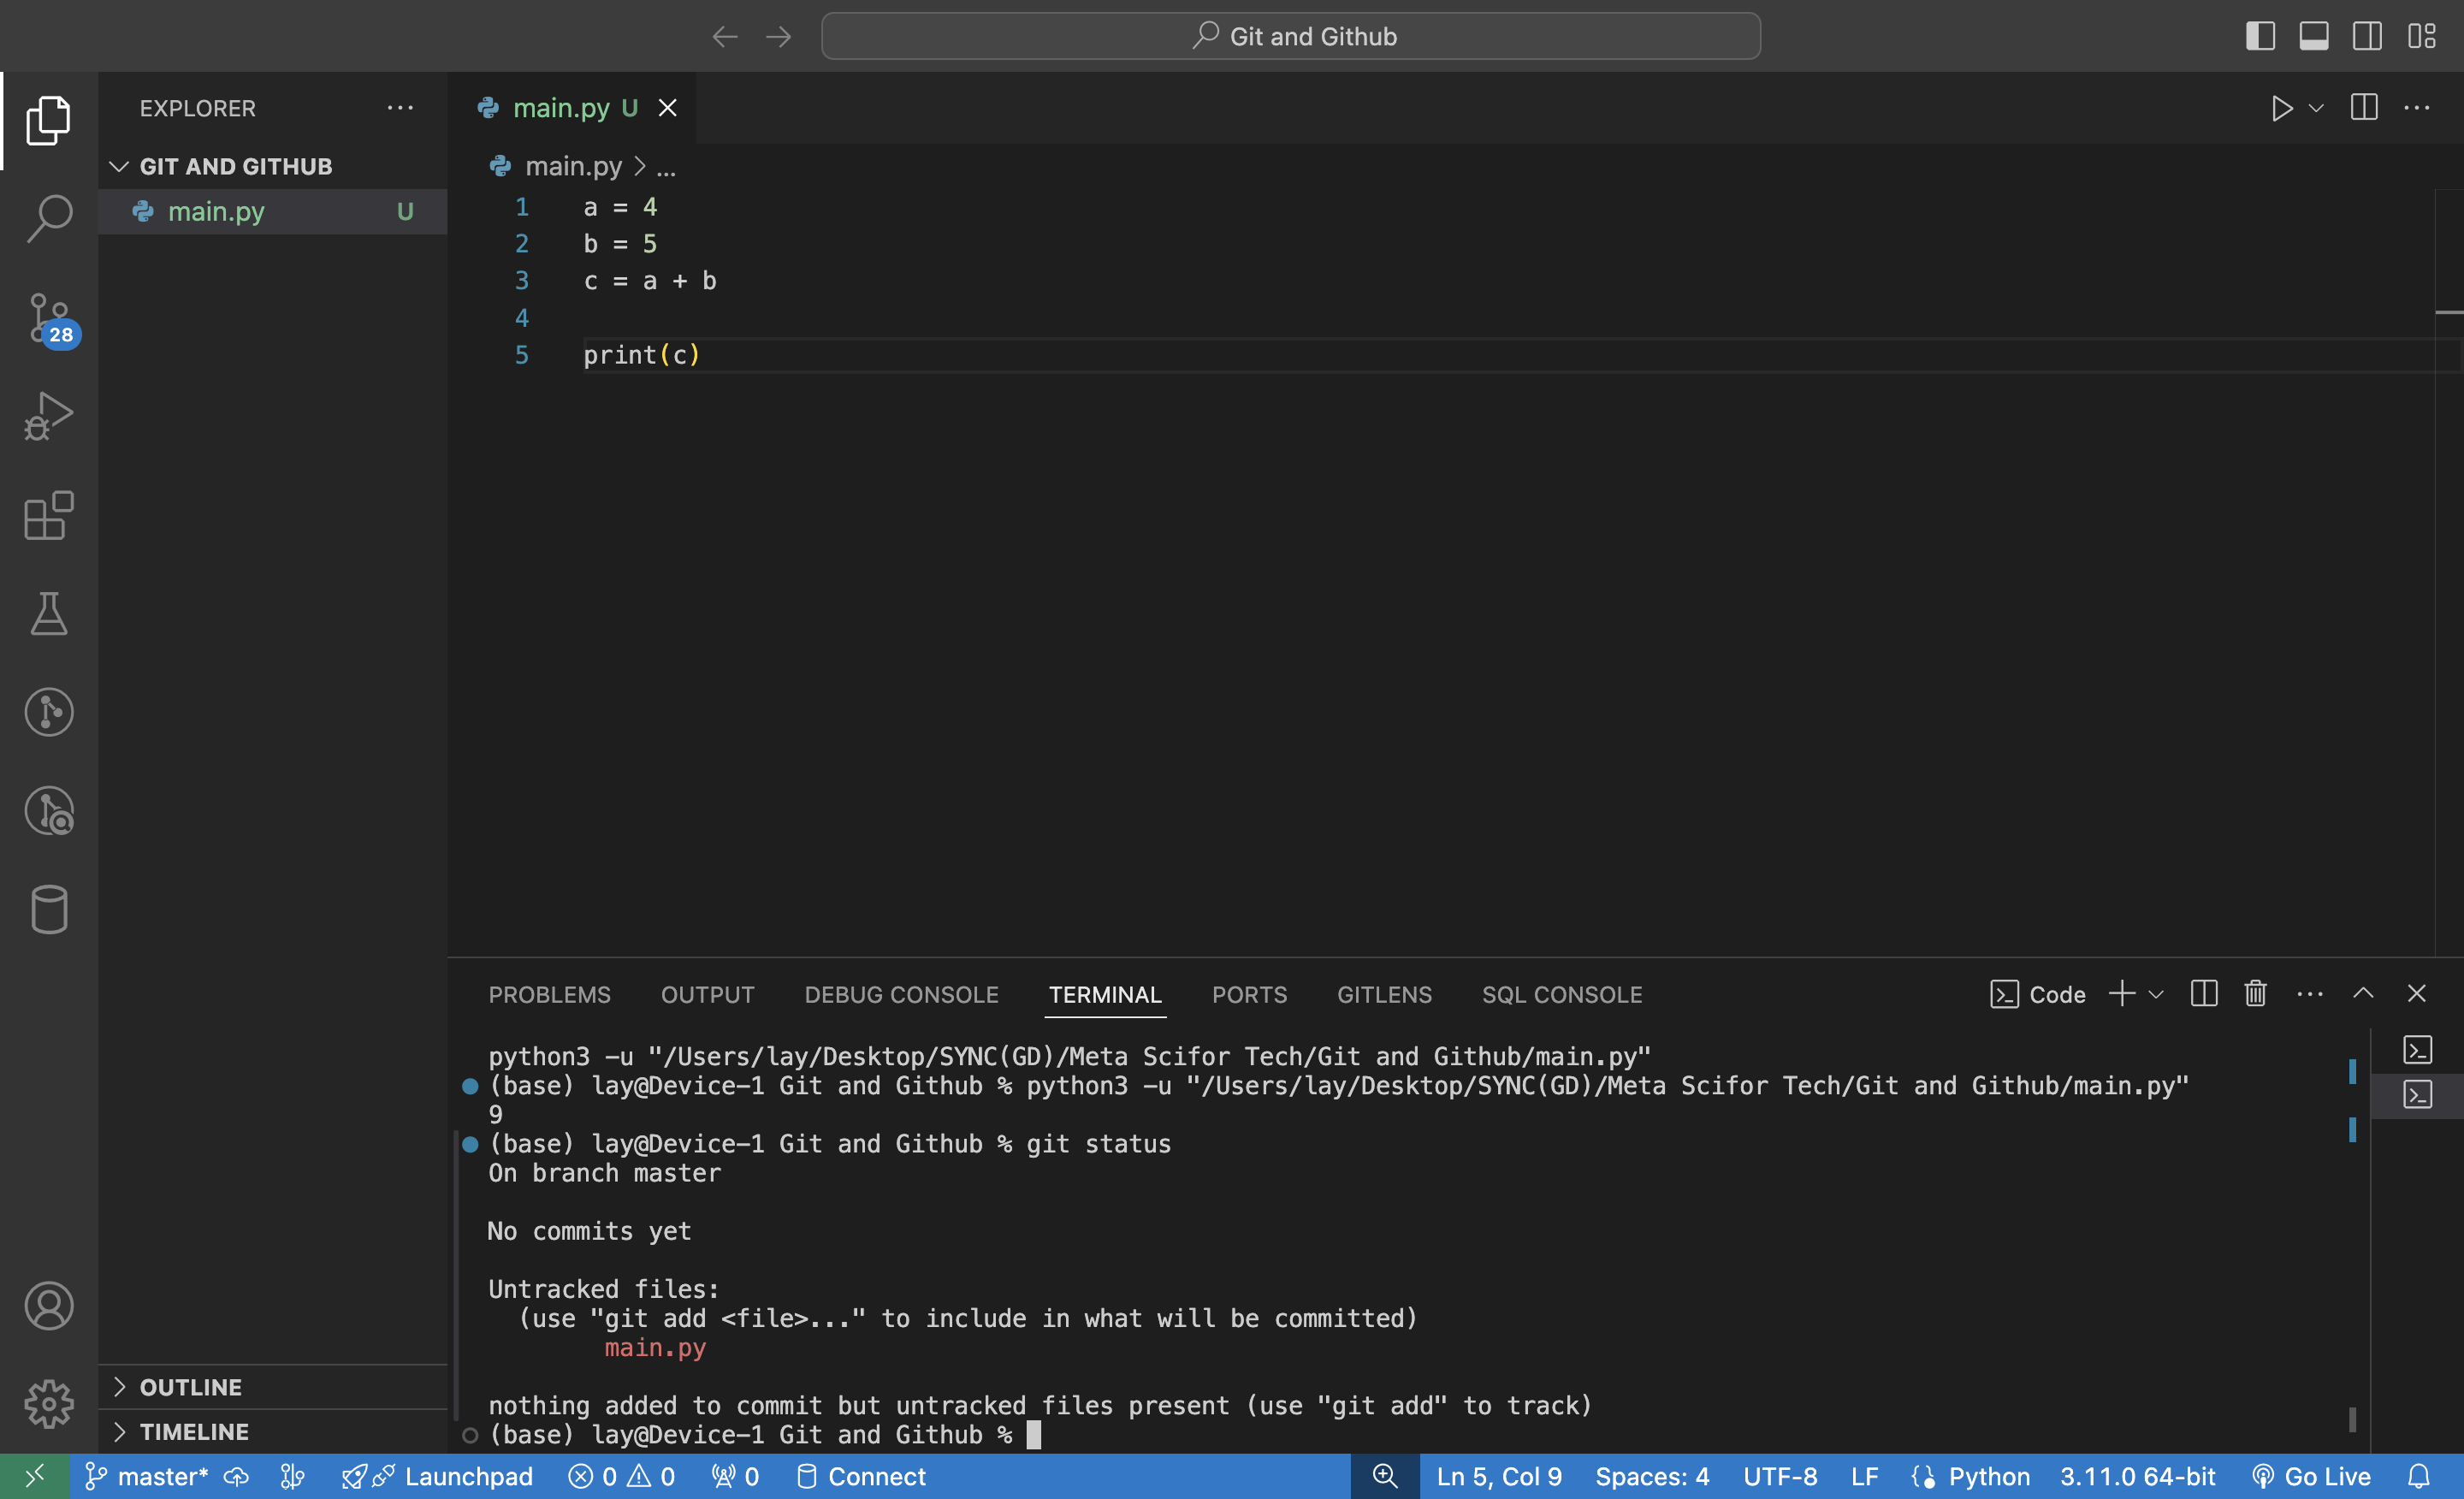 Git and Github
EXPLORER
GIT AND GITHUB
main.py U
28
OUTLINE
TIMELINE
main.py U
main.py > ...
1 a = 4
2 b = 5
3 c = a + b
4
5 print(c)
PROBLEMS OUTPUT DEBUG CONSOLE TERMINAL PORTS GITLENS SQL CONSOLE Code
python3 -u "/Users/lay/Desktop/SYNC(GD)/Meta Scifor Tech/Git and Github/main.py"
(base) lay@Device-1 Git and Github % python3 -u "/Users/lay/Desktop/SYNC(GD)/Meta Scifor Tech/Git and Github/main.py"
9
(base) lay@Device-1 Git and Github % git status
On branch master
No commits yet
Untracked files:
(use "git add <file>..." to include in what will be committed)
main.py
nothing added to commit but untracked files present (use "git add" to track)
(base) lay@Device-1 Git and Github %
master* Launchpad 0 0 0 Connect Ln 5, Col 9 Spaces: 4 UTF-8 LF Python 3.11.0 64-bit Go Live